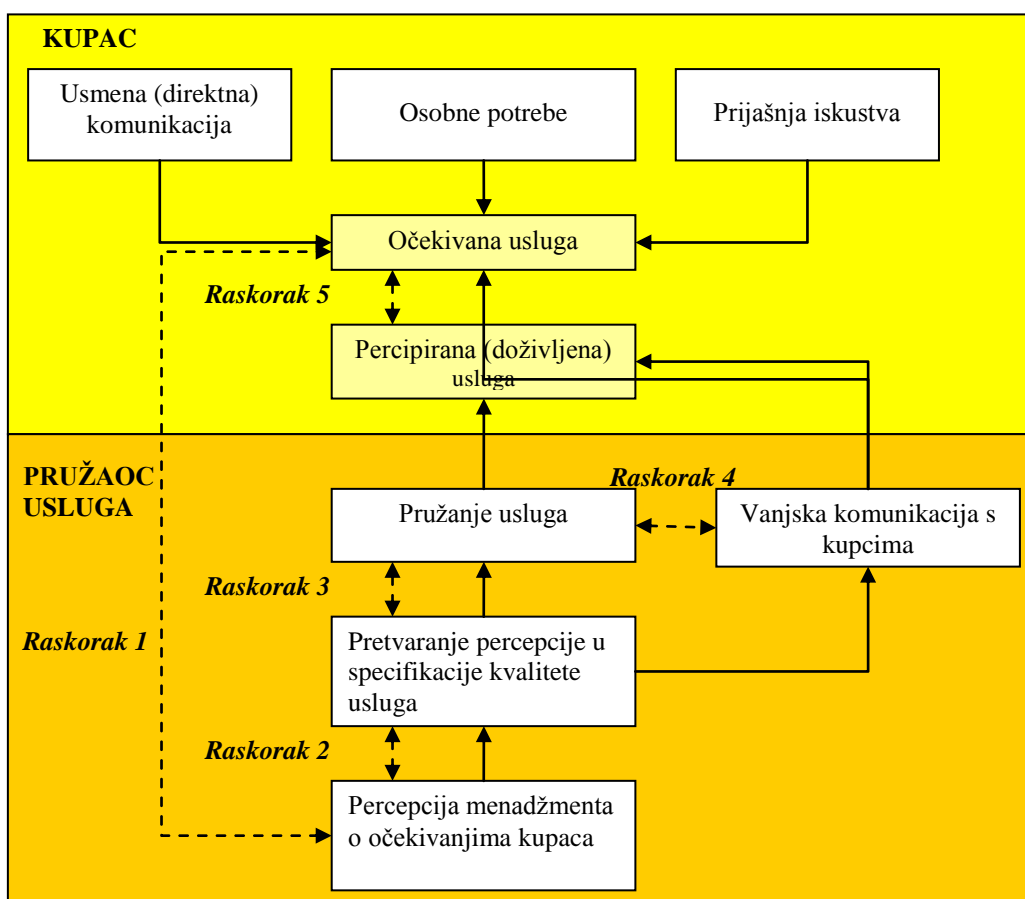 KUPAC
Usmena (direktna)
komunikacija
Osobne potrebe
Prijašnja iskustva
Očekivana usluga
Raskorak 5
Percipirana (doživljena)
usluga
PRUŽAOC
USLUGA
Raskorak 4
Pružanje usluga
Vanjska komunikacija s
kupcima
Raskorak 3
Raskorak 1
Pretvaranje percepcije u
specifikacije kvalitete
usluga
Raskorak 2
Percepcija menadžmenta
o očekivanjima kupaca